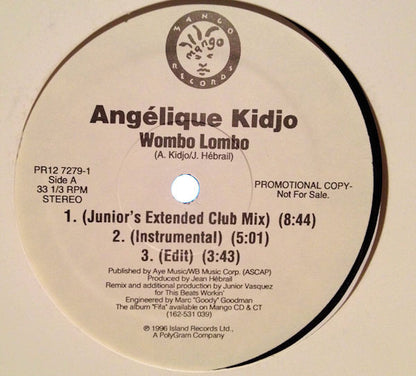 MANGO
mango
RECORDS
Angélique Kidjo
Wombo Lombo
(A. Kidjo/J. Hébrail)
PR12 7279-1
Side A
33 1/3 RPM
STEREO
PROMOTIONAL COPY-
Not For Sale.
1. (Junior's Extended Club Mix) (8:44)
2. (Instrumental) (5:01)
3. (Edit) (3:43)
Published by Aye Music/WB Music Corp. (ASCAP)
Produced by Jean Hébrail
Remix and additional production by Junior Vasquez
for This Beats Workin'
Engineered by Marc "Goody" Goodman
The album "Fifa" available on Mango CD & CT
(162-531 039)
℗ 1996 Island Records Ltd.,
A PolyGram Company